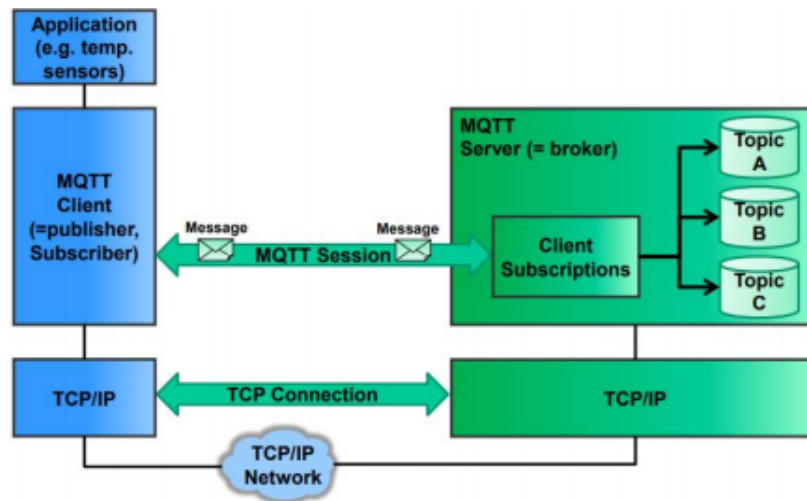 Application
(e.g. temp.
sensors)
MQTT
Client
(=publisher,
Subscriber)
Message
Message
MQTT Session
MQTT
Server (= broker)
Client
Subscriptions
Topic
A
Topic
B
Topic
C
TCP/IP
TCP Connection
TCP/IP
TCP/IP
Network